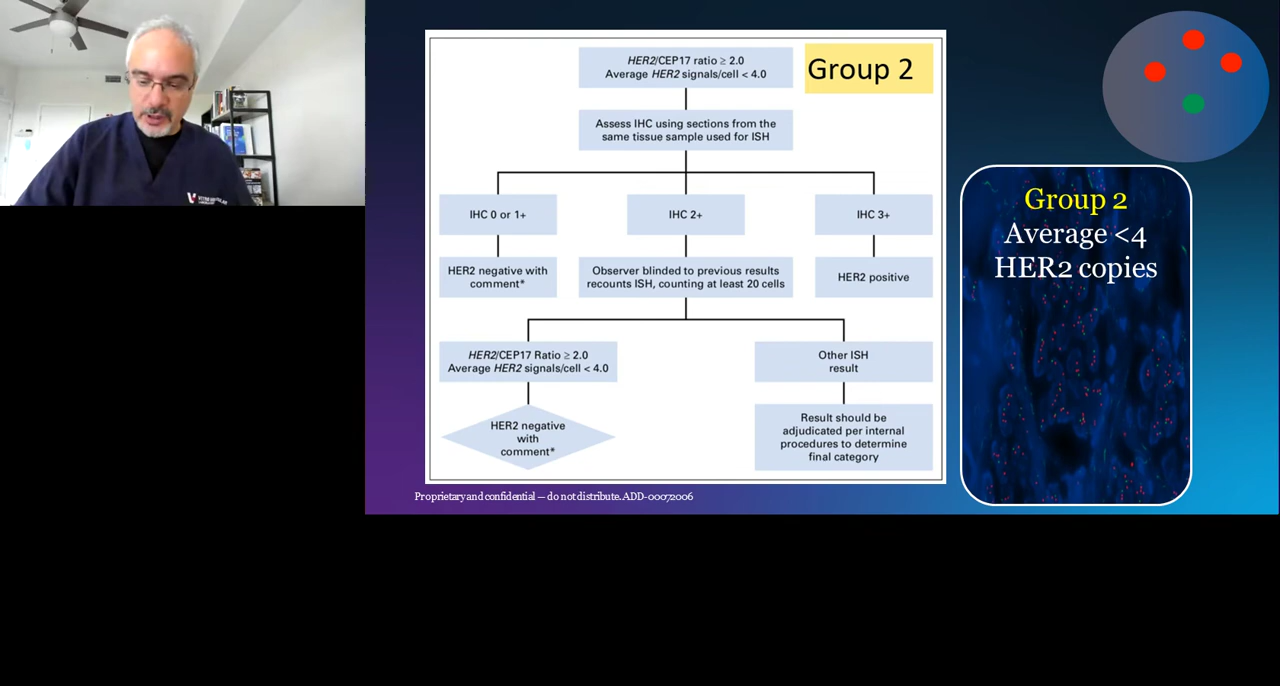 HER2/CEP17 ratio ≥ 2.0
Average HER2 signals/cell < 4.0
Group 2
Assess IHC using sections from the
same tissue sample used for ISH
IHC 0 or 1+
IHC 2+
IHC 3+
HER2 negative with
comment*
Observer blinded to previous results
recounts ISH, counting at least 20 cells
HER2 positive
HER2/CEP17 Ratio ≥ 2.0
Average HER2 signals/cell < 4.0
Other ISH
result
HER2 negative
with
comment*
Result should be
adjudicated per internal
procedures to determine
final category
Group 2
Average <4
HER2 copies
Proprietary and confidential — do not distribute. ADD-00072006